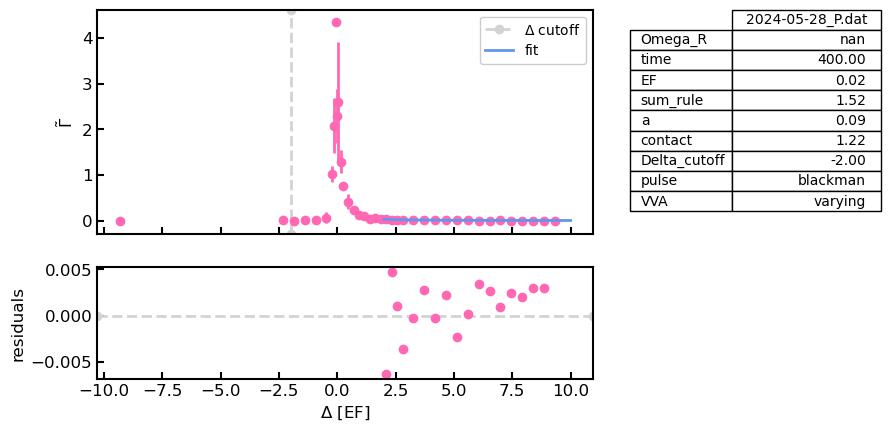 4
3
2
1
0
Γ̃
Δ cutoff
fit
2024-05-28_P.dat
Omega_R nan
time 400.00
EF 0.02
sum_rule 1.52
a 0.09
contact 1.22
Delta_cutoff -2.00
pulse blackman
VVA varying
0.005
0.000
−0.005
residuals
−10.0 −7.5 −5.0 −2.5 0.0 2.5 5.0 7.5 10.0
Δ [EF]